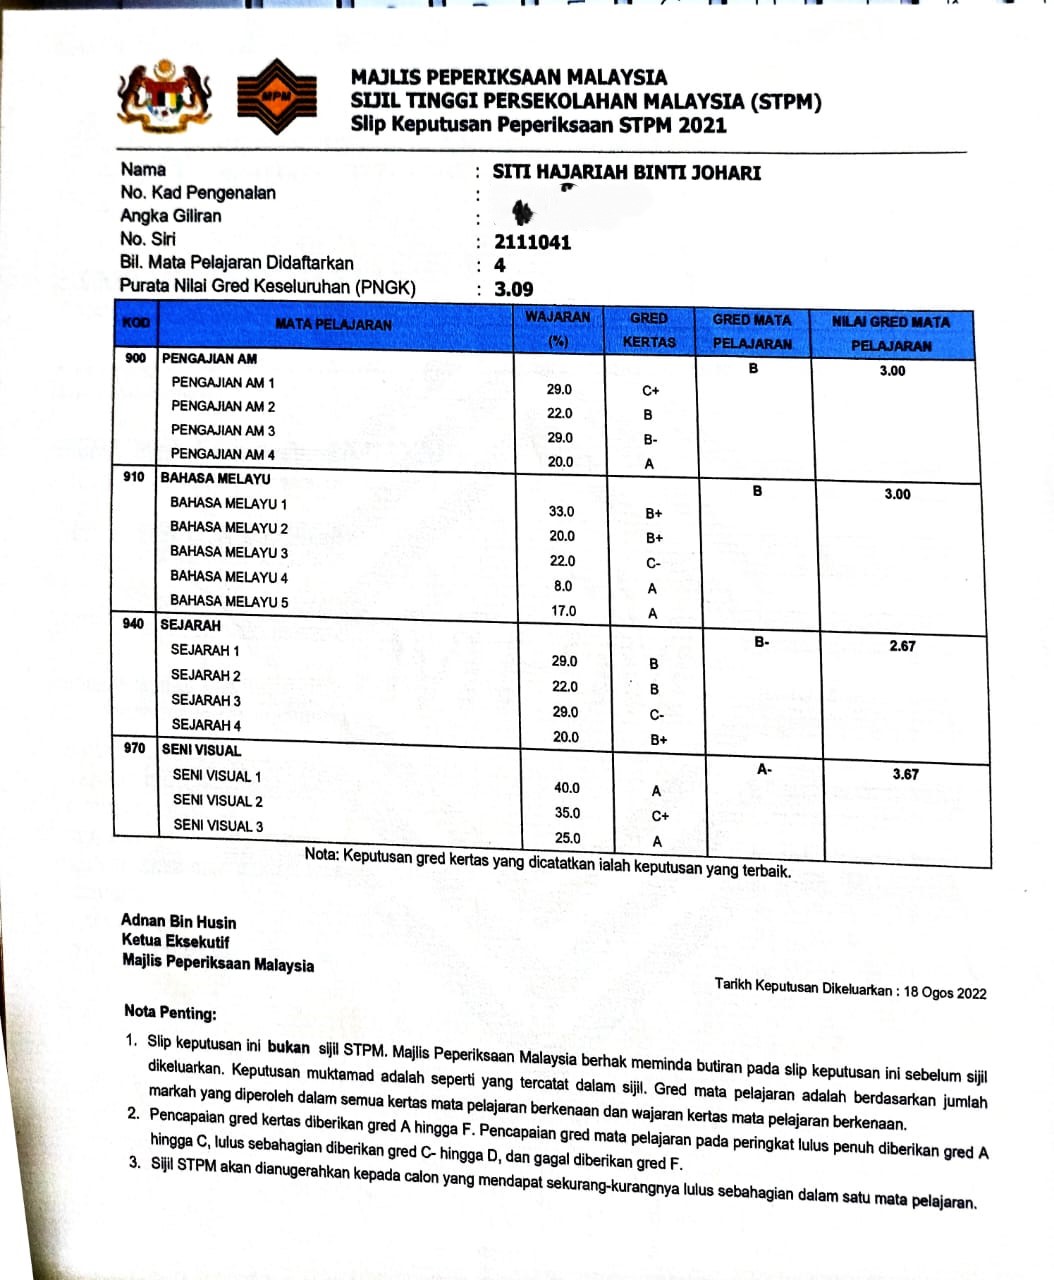 MPM
MAJLIS PEPERIKSAAN MALAYSIA
SIJIL TINGGI PERSEKOLAHAN MALAYSIA (STPM)
Slip Keputusan Peperiksaan STPM 2021
Nama : SITI HAJARIAH BINTI JOHARI
No. Kad Pengenalan :
Angka Giliran :
No. Siri : 2111041
Bil. Mata Pelajaran Didaftarkan : 4
Purata Nilai Gred Keseluruhan (PNGK) : 3.09
KOD MATA PELAJARAN WAJARAN (%) GRED KERTAS GRED MATA PELAJARAN NILAI GRED MATA PELAJARAN
900 PENGAJIAN AM B 3.00
PENGAJIAN AM 1 29.0 C+
PENGAJIAN AM 2 22.0 B
PENGAJIAN AM 3 29.0 B-
PENGAJIAN AM 4 20.0 A
910 BAHASA MELAYU B 3.00
BAHASA MELAYU 1 33.0 B+
BAHASA MELAYU 2 20.0 B+
BAHASA MELAYU 3 22.0 C-
BAHASA MELAYU 4 8.0 A
BAHASA MELAYU 5 17.0 A
940 SEJARAH B- 2.67
SEJARAH 1 29.0 B
SEJARAH 2 22.0 B
SEJARAH 3 29.0 C-
SEJARAH 4 20.0 B+
970 SENI VISUAL A- 3.67
SENI VISUAL 1 40.0 A
SENI VISUAL 2 35.0 C+
SENI VISUAL 3 25.0 A
Nota: Keputusan gred kertas yang dicatatkan ialah keputusan yang terbaik.
Adnan Bin Husin
Ketua Eksekutif
Majlis Peperiksaan Malaysia
Tarikh Keputusan Dikeluarkan : 18 Ogos 2022
Nota Penting:
1. Slip keputusan ini bukan sijil STPM. Majlis Peperiksaan Malaysia berhak meminda butiran pada slip keputusan ini sebelum sijil
dikeluarkan. Keputusan muktamad adalah seperti yang tercatat dalam sijil. Gred mata pelajaran adalah berdasarkan jumlah
markah yang diperoleh dalam semua kertas mata pelajaran berkenaan dan wajaran kertas mata pelajaran berkenaan.
2. Pencapaian gred kertas diberikan gred A hingga F. Pencapaian gred mata pelajaran pada peringkat lulus penuh diberikan gred A
hingga C, lulus sebahagian diberikan gred C- hingga D, dan gagal diberikan gred F.
3. Sijil STPM akan dianugerahkan kepada calon yang mendapat sekurang-kurangnya lulus sebahagian dalam satu mata pelajaran.